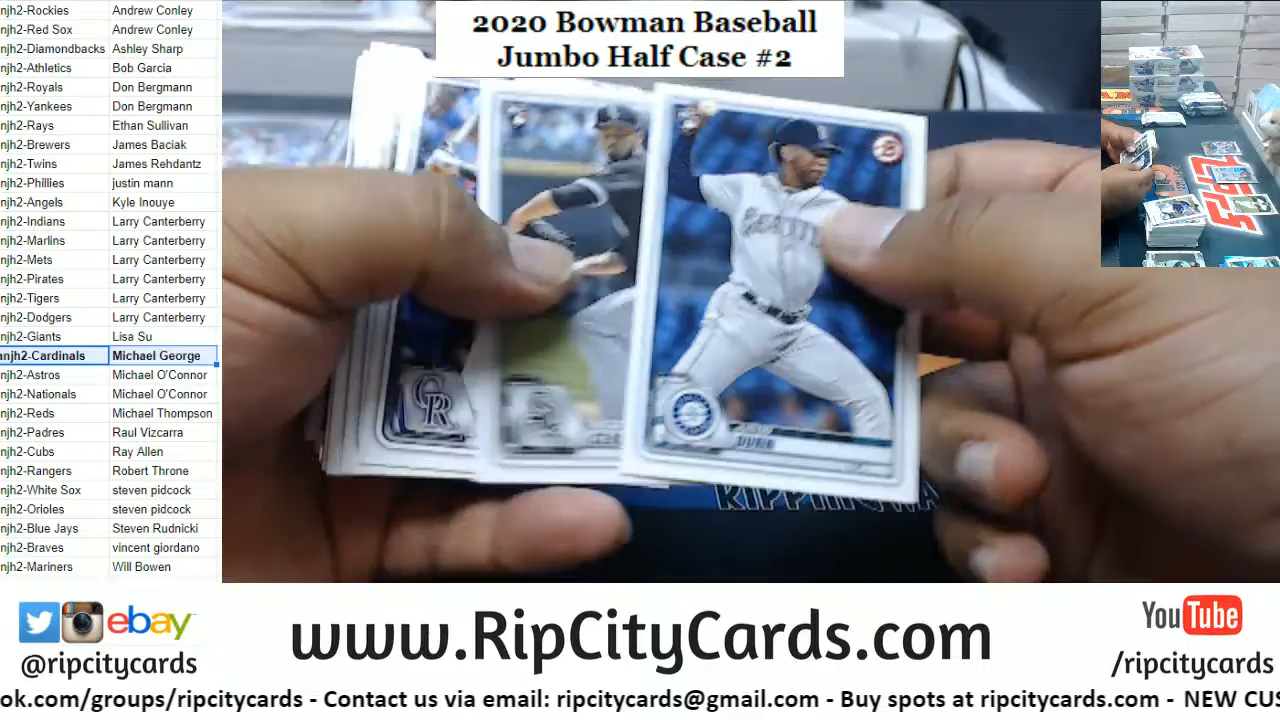 2020 Bowman Baseball
Jumbo Half Case #2
njh2-Rockies Andrew Conley
njh2-Red Sox Andrew Conley
njh2-Diamondbacks Ashley Sharp
njh2-Athletics Bob Garcia
njh2-Royals Don Bergmann
njh2-Yankees Don Bergmann
njh2-Rays Ethan Sullivan
njh2-Brewers James Baciak
njh2-Twins James Rehdantz
njh2-Phillies justin mann
njh2-Angels Kyle Inouye
njh2-Indians Larry Canterberry
njh2-Marlins Larry Canterberry
njh2-Mets Larry Canterberry
njh2-Pirates Larry Canterberry
njh2-Tigers Larry Canterberry
njh2-Dodgers Larry Canterberry
njh2-Giants Lisa Su
anjh2-Cardinals Michael George
njh2-Astros Michael O'Connor
njh2-Nationals Michael O'Connor
njh2-Reds Michael Thompson
njh2-Padres Raul Vizcarra
njh2-Cubs Ray Allen
njh2-Rangers Robert Throne
njh2-White Sox steven pidcock
njh2-Orioles steven pidcock
njh2-Blue Jays Steven Rudnicki
njh2-Braves vincent giordano
njh2-Mariners Will Bowen
CR
DUNN
ebay
@ripcitycards
www.RipCityCards.com
YouTube
/ripcitycards
ok.com/groups/ripcitycards - Contact us via email: ripcitycards@gmail.com - Buy spots at ripcitycards.com - NEW CUS